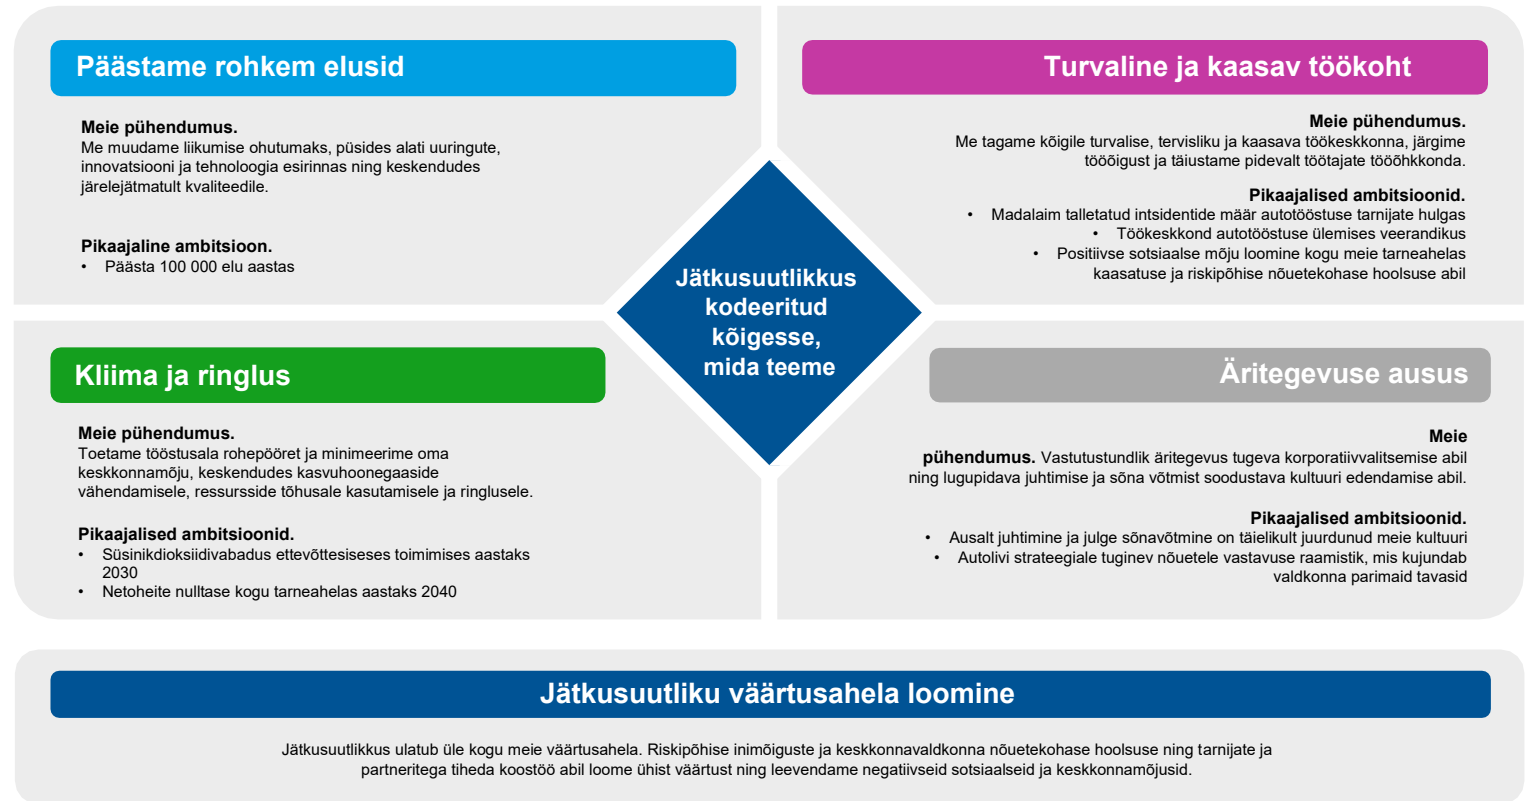 Päästame rohkem elusid
Meie pühendumus.
Me muudame liikumise ohutumaks, püsides alati uuringute,
innovatsiooni ja tehnoloogia esirinnas ning keskendudes
järelejätmatult kvaliteedile.
Pikaajaline ambitsioon.
• Päästa 100 000 elu aastas
Turvaline ja kaasav töökoht
Meie pühendumus.
Me tagame kõigile turvalise, tervisliku ja kaasava töökeskkonna, järgime
tööõigust ja täiustame pidevalt töötajate tööõhkkonda.
Pikaajalised ambitsioonid.
• Madalaim talletatud intsidentide määr autotööstuse tarnijate hulgas
• Töökeskkond autotööstuse ülemises veerandikus
• Positiivse sotsiaalse mõju loomine kogu meie tarneahelas
kaasatuse ja riskipõhise nõuetekohase hoolsuse abil
Jätkusuutlikkus
kodeeritud
kõigesse,
mida teeme
Kliima ja ringlus
Meie pühendumus.
Toetame tööstusala rohepööret ja minimeerime oma
keskkonnamõju, keskendudes kasvuhoonegaaside
vähendamisele, ressursside tõhusale kasutamisele ja ringlusele.
Pikaajalised ambitsioonid.
• Süsinikdioksiidivabadus ettevõttesiseses toimimises aastaks
2030
• Netoheite nulltase kogu tarneahelas aastaks 2040
Äritegevuse ausus
Meie
pühendumus. Vastutustundlik äritegevus tugeva korporatiivvalitsemise abil
ning lugupidava juhtimise ja sõna võtmist soodustava kultuuri edendamise abil.
Pikaajalised ambitsioonid.
• Ausalt juhtimine ja julge sõnavõtmine on täielikult juurdunud meie kultuuri
• Autolivi strateegiale tuginev nõuetele vastavuse raamistik, mis kujundab
valdkonna parimaid tavasid
Jätkusuutliku väärtusahela loomine
Jätkusuutlikkus ulatub üle kogu meie väärtusahela. Riskipõhise inimõiguste ja keskkonnavaldkonna nõuetekohase hoolsuse ning tarnijate ja
partneritega tiheda koostöö abil loome ühist väärtust ning leevendame negatiivseid sotsiaalseid ja keskkonnamõjusid.